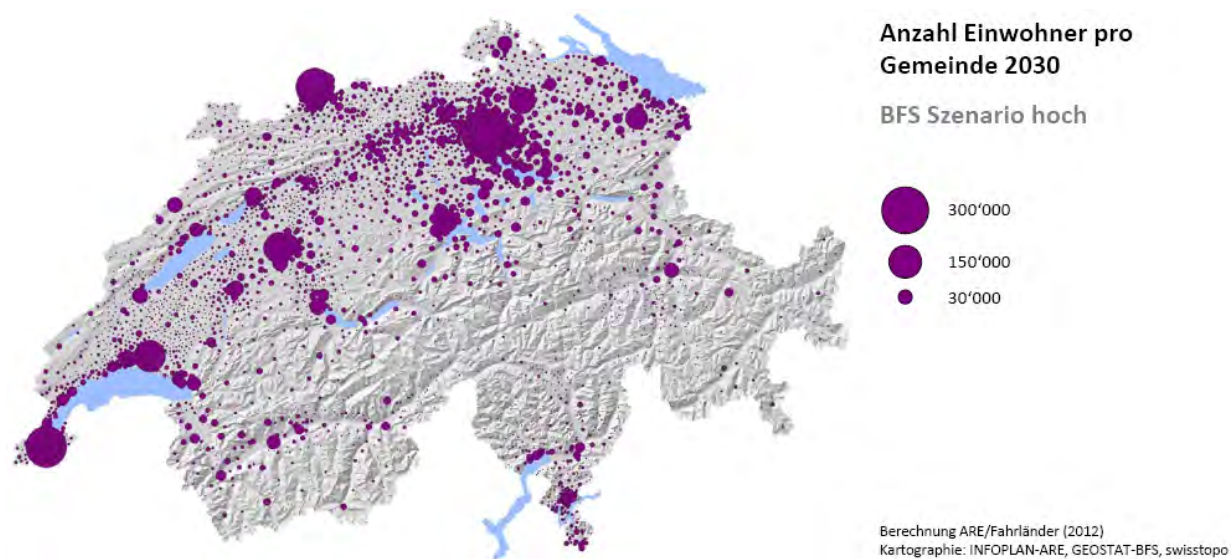 Anzahl Einwohner pro
Gemeinde 2030
BFS Szenario hoch
300‘000
150‘000
30‘000
Berechnung ARE/Fahrländer (2012)
Kartographie: INFOPLAN-ARE, GEOSTAT-BFS, swisstopo